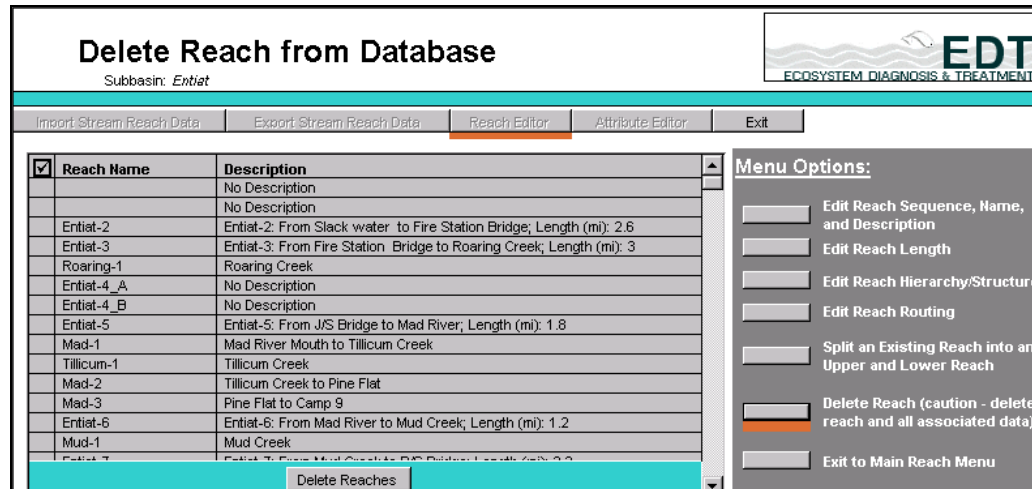 Delete Reach from Database
Subbasin: Entiat
EDT
ECOSYSTEM DIAGNOSIS & TREATMENT
Import Stream Reach Data Export Stream Reach Data Reach Editor Attribute Editor Exit
Reach Name Description
No Description
No Description
Entiat-2 Entiat-2: From Slack water to Fire Station Bridge; Length (mi): 2.6
Entiat-3 Entiat-3: From Fire Station Bridge to Roaring Creek; Length (mi): 3
Roaring-1 Roaring Creek
Entiat-4_A No Description
Entiat-4_B No Description
Entiat-5 Entiat-5: From J/S Bridge to Mad River; Length (mi): 1.8
Mad-1 Mad River Mouth to Tillicum Creek
Tillicum-1 Tillicum Creek
Mad-2 Tillicum Creek to Pine Flat
Mad-3 Pine Flat to Camp 9
Entiat-6 Entiat-6: From Mad River to Mud Creek; Length (mi): 1.2
Mud-1 Mud Creek
Delete Reaches
Menu Options:
Edit Reach Sequence, Name,
and Description
Edit Reach Length
Edit Reach Hierarchy/Structure
Edit Reach Routing
Split an Existing Reach into an
Upper and Lower Reach
Delete Reach (caution - delete
reach and all associated data)
Exit to Main Reach Menu